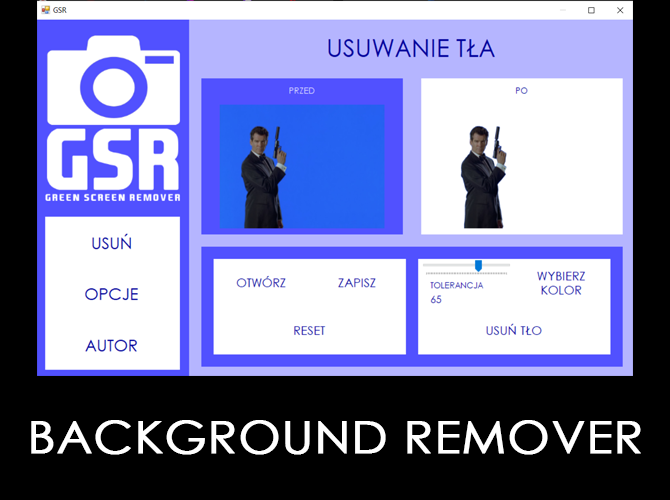 GSR
USUWANIE TŁA
PRZED
PO
GSR
GREEN SCREEN REMOVER
USUŃ
OPCJE
AUTOR
OTWÓRZ
ZAPISZ
RESET
TOLERANCJA
65
WYBIERZ
KOLOR
USUŃ TŁO
BACKGROUND REMOVER